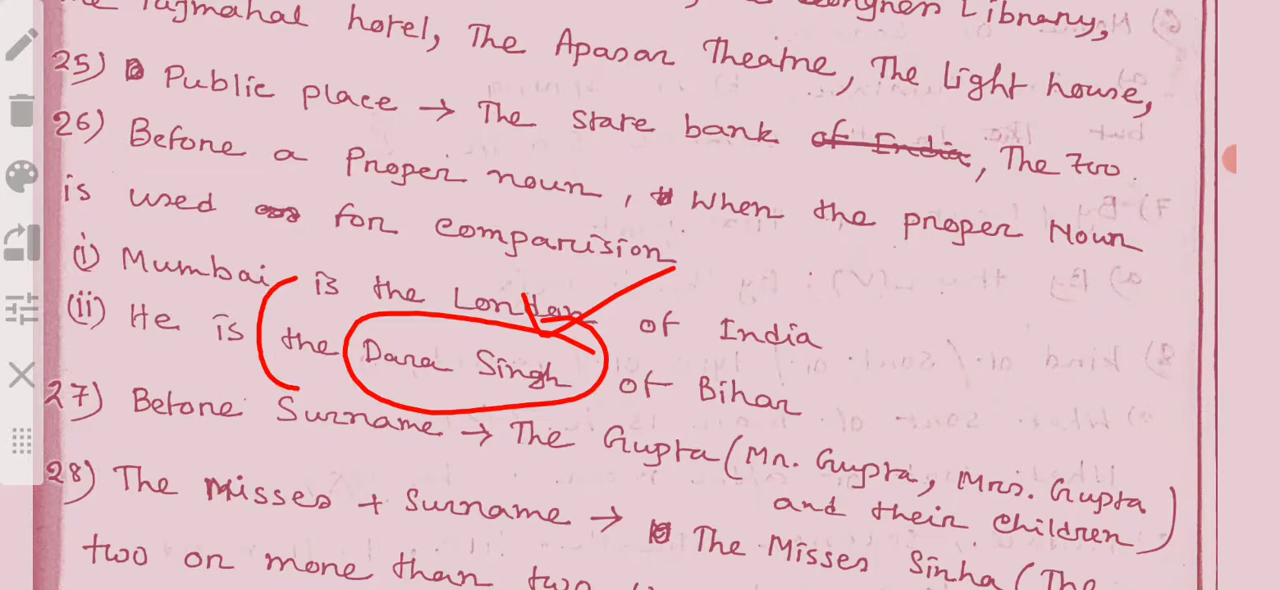 Tajmahal hotel, The Apasar Theatre, The Light house, Library,
25) Public place → The state bank of India, The Zoo.
26) Before a Proper noun, When the proper Noun
is used for comparision
(i) Mumbai is the London of India
(ii) He is the Dara Singh of Bihar
27) Before Surname → The Gupta (Mr. Gupta, Mrs. Gupta
and their children)
28) The Misses + Surname → The Misses Sinha (The
two or more than two